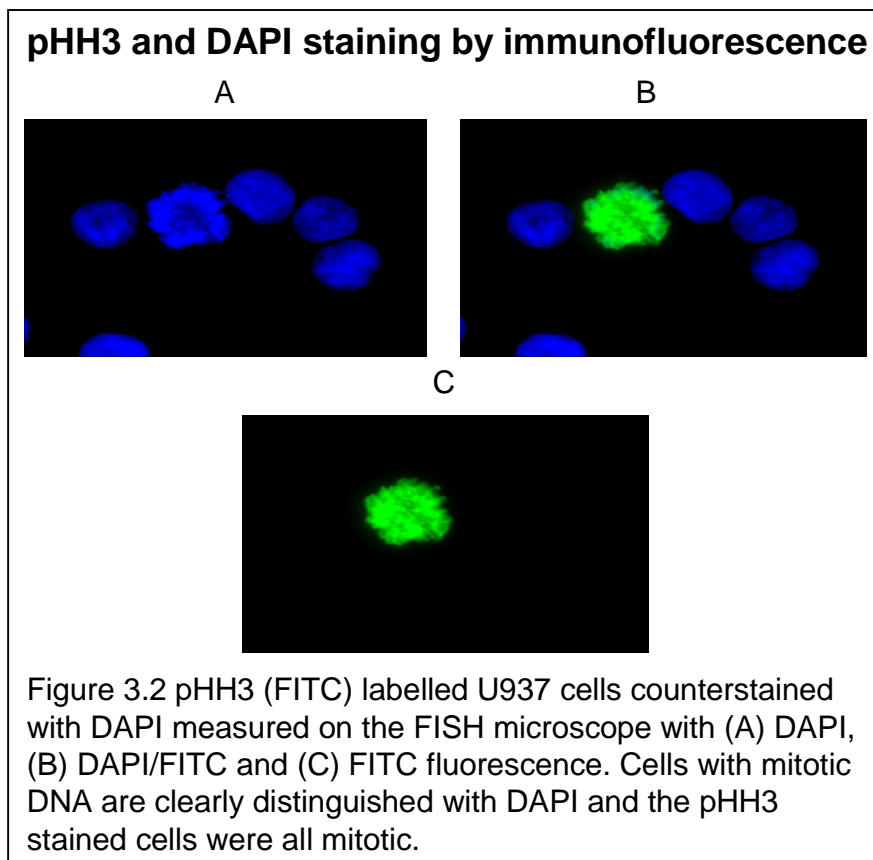 pHH3 and DAPI staining by immunofluorescence
A
B
C
Figure 3.2 pHH3 (FITC) labelled U937 cells counterstained
with DAPI measured on the FISH microscope with (A) DAPI,
(B) DAPI/FITC and (C) FITC fluorescence. Cells with mitotic
DNA are clearly distinguished with DAPI and the pHH3
stained cells were all mitotic.